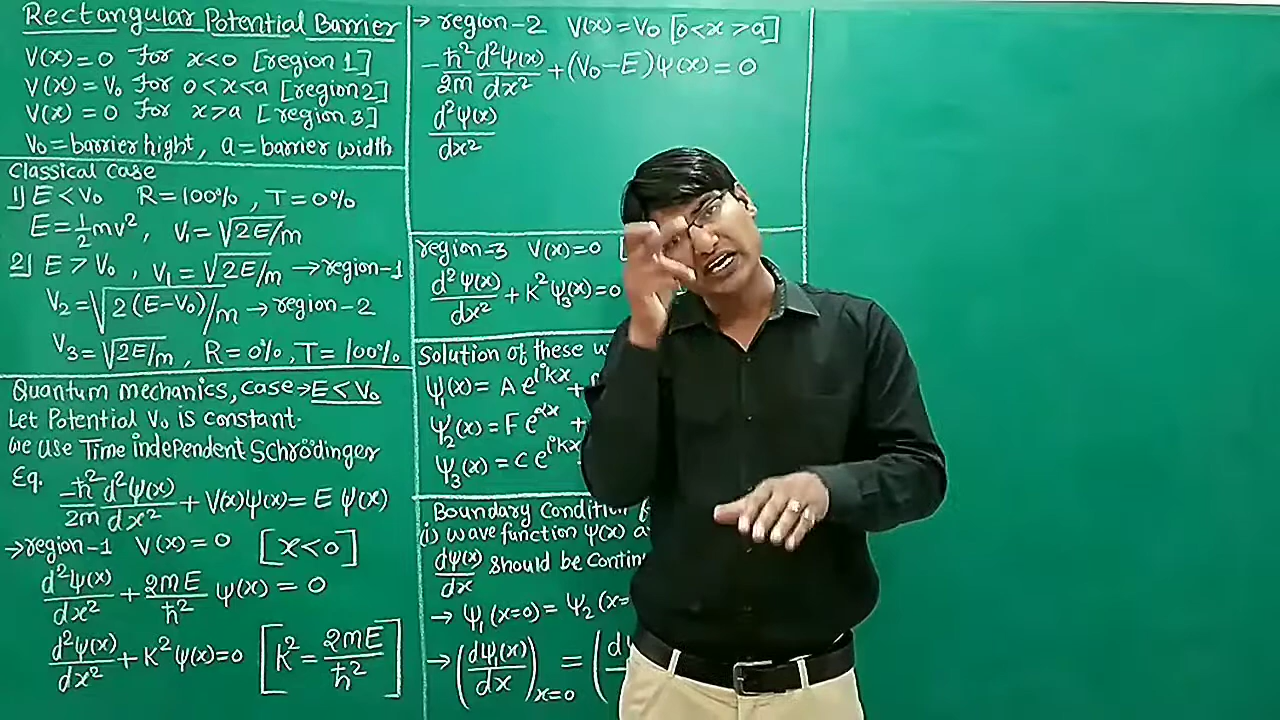 Rectangular Potential Barrier
V(x)=0 For x<0 [region 1]
V(x)=V₀ For 0<x<a [region2]
V(x)=0 For x>a [region 3]
V₀=barrier hight, a=barrier width
Classical Case
1) E<V₀ R=100%, T=0%
E=½mv², V₁=√2E/m
2) E>V₀, V₁=√2E/m→region-1
V₂=√2(E-V₀)/m→region-2
V₃=√2E/m, R=0%, T=100%
Quantum mechanics, case→E<V₀
Let Potential V₀ is constant.
we use Time independent Schrödinger
Eq. -ħ²/2m d²ψ(x)/dx² + V(x)ψ(x)=Eψ(x)
→region-1 V(x)=0 [x<0]
d²ψ(x)/dx² + 2mE/ħ² ψ(x)=0
d²ψ(x)/dx² + K²ψ(x)=0 [K²=2mE/ħ²]
→region-2 V(x)=V₀ [0<x>a]
-ħ²/2m d²ψ(x)/dx² + (V₀-E)ψ(x)=0
d²ψ(x)/dx²
region-3 V(x)=0 [
d²ψ(x)/dx² + K²ψ₃(x)=0
Solution of these w
ψ₁(x)=A e^ikx +
ψ₂(x)=F e^αx +
ψ₃(x)=C e^ikx
Boundary Condition
(i) wave function ψ(x) a
dψ(x)/dx should be Contin
→ ψ₁(x=0)=ψ₂(x=
→(dψ₁(x)/dx)x=0 = (d